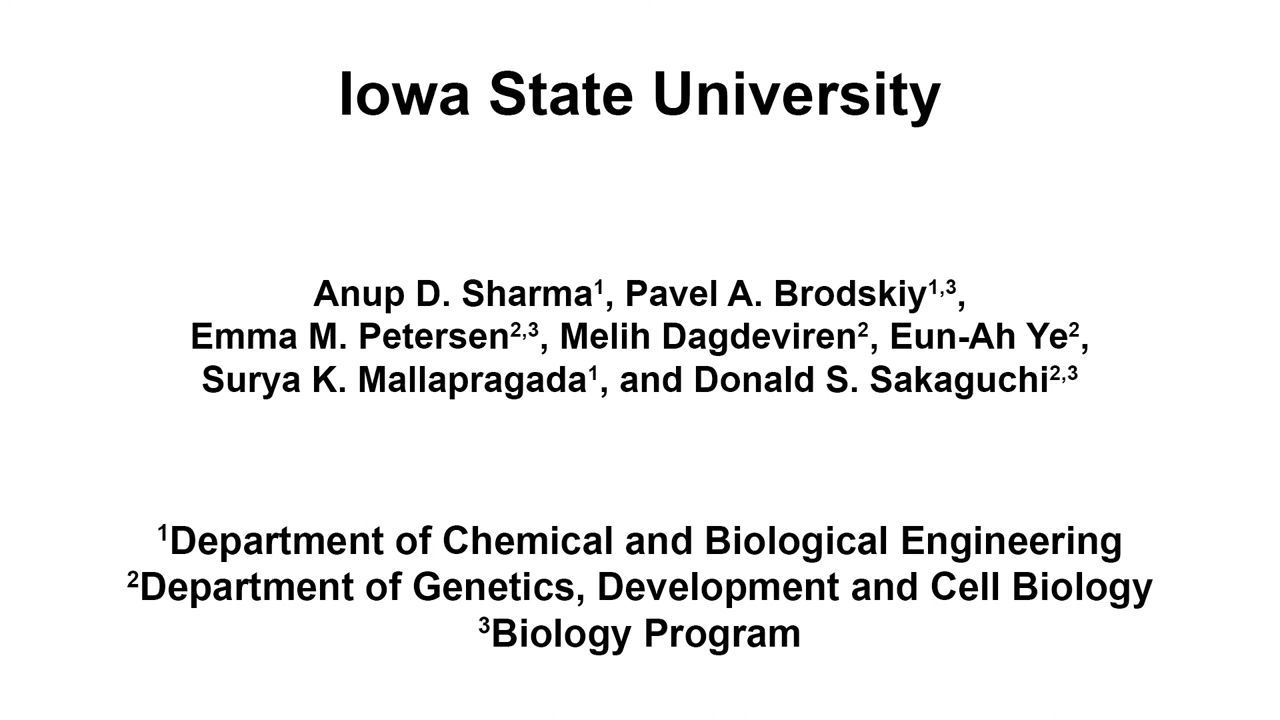 Iowa State University
Anup D. Sharma¹, Pavel A. Brodskiy¹,³,
Emma M. Petersen²,³, Melih Dagdeviren², Eun-Ah Ye²,
Surya K. Mallapragada¹, and Donald S. Sakaguchi²,³
¹Department of Chemical and Biological Engineering
²Department of Genetics, Development and Cell Biology
³Biology Program